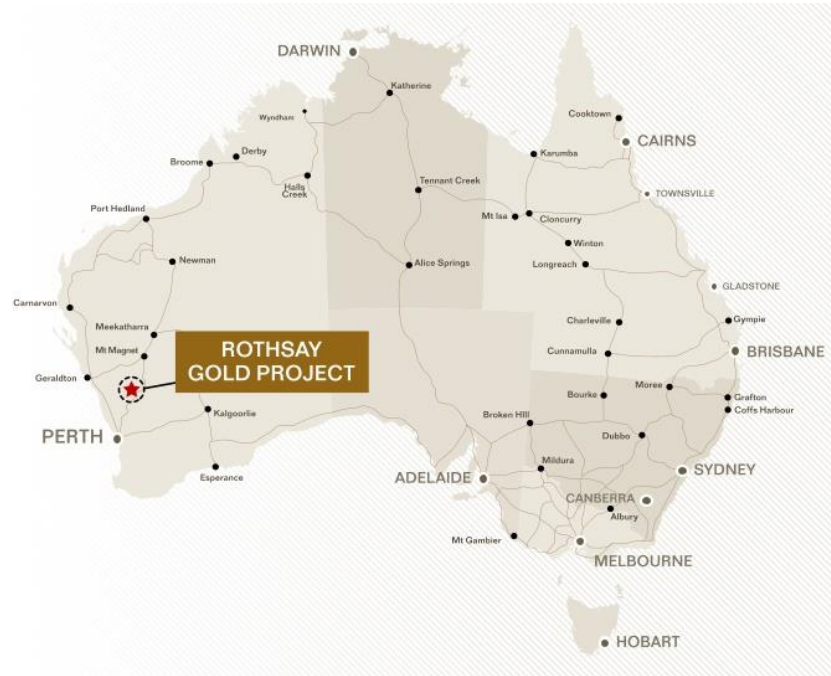 DARWIN
Katherine
Wyndham
Cooktown
CAIRNS
Derby
Broome
Karumba
Halls
Creek
Tennant Creek
TOWNSVILLE
Port Hedland
Mt Isa
Cloncurry
Winton
Newman
Alice Springs
Longreach
GLADSTONE
Carnarvon
Meekatharra
Charleville
Gympie
Mt Magnet
ROTHSAY
GOLD PROJECT
Cunnamulla
BRISBANE
Geraldton
Moree
Bourke
Grafton
Kalgoorlie
Broken HIll
Coffs Harbour
PERTH
Dubbo
Mildura
SYDNEY
Esperance
ADELAIDE
CANBERRA
Albury
Mt Gambier
MELBOURNE
HOBART